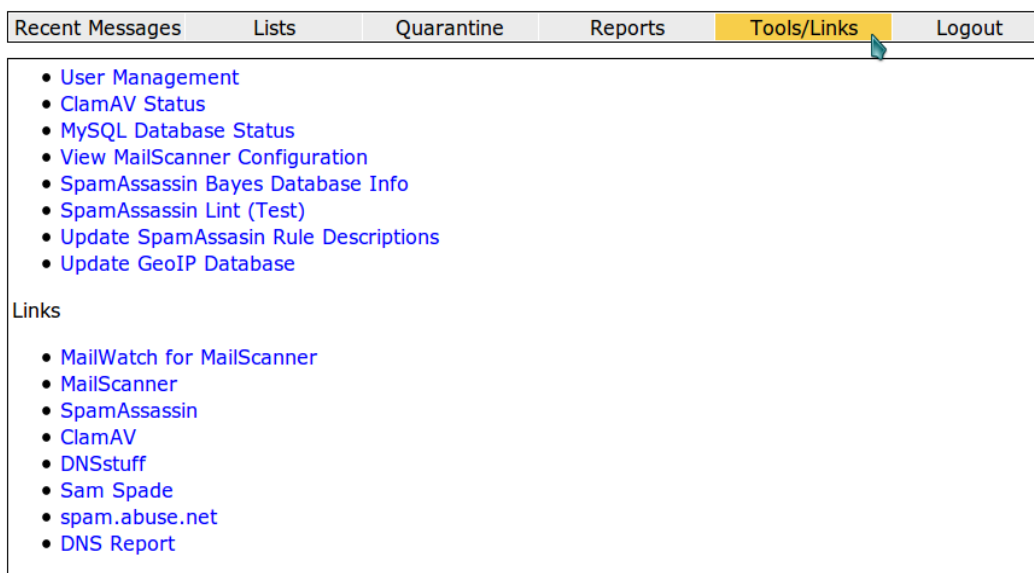 Recent Messages Lists Quarantine Reports Tools/Links Logout
User Management
ClamAV Status
MySQL Database Status
View MailScanner Configuration
SpamAssassin Bayes Database Info
SpamAssassin Lint (Test)
Update SpamAssasin Rule Descriptions
Update GeoIP Database
Links
MailWatch for MailScanner
MailScanner
SpamAssassin
ClamAV
DNSstuff
Sam Spade
spam.abuse.net
DNS Report